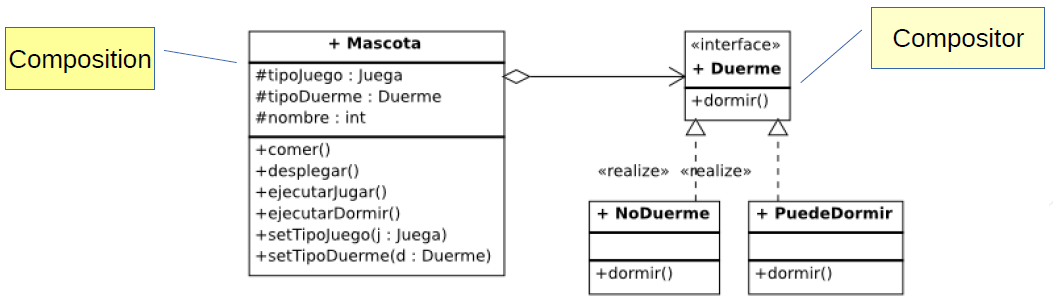 Composition
+ Mascota
#tipoJuego : Juega
#tipoDuerme : Duerme
#nombre : int
+comer()
+desplegar()
+ejecutarJugar()
+ejecutarDormir()
+setTipoJuego(j : Juega)
+setTipoDuerme(d : Duerme)
«interface»
+ Duerme
+dormir()
Compositor
«realize» «realize»
+ NoDuerme
+dormir()
+ PuedeDormir
+dormir()